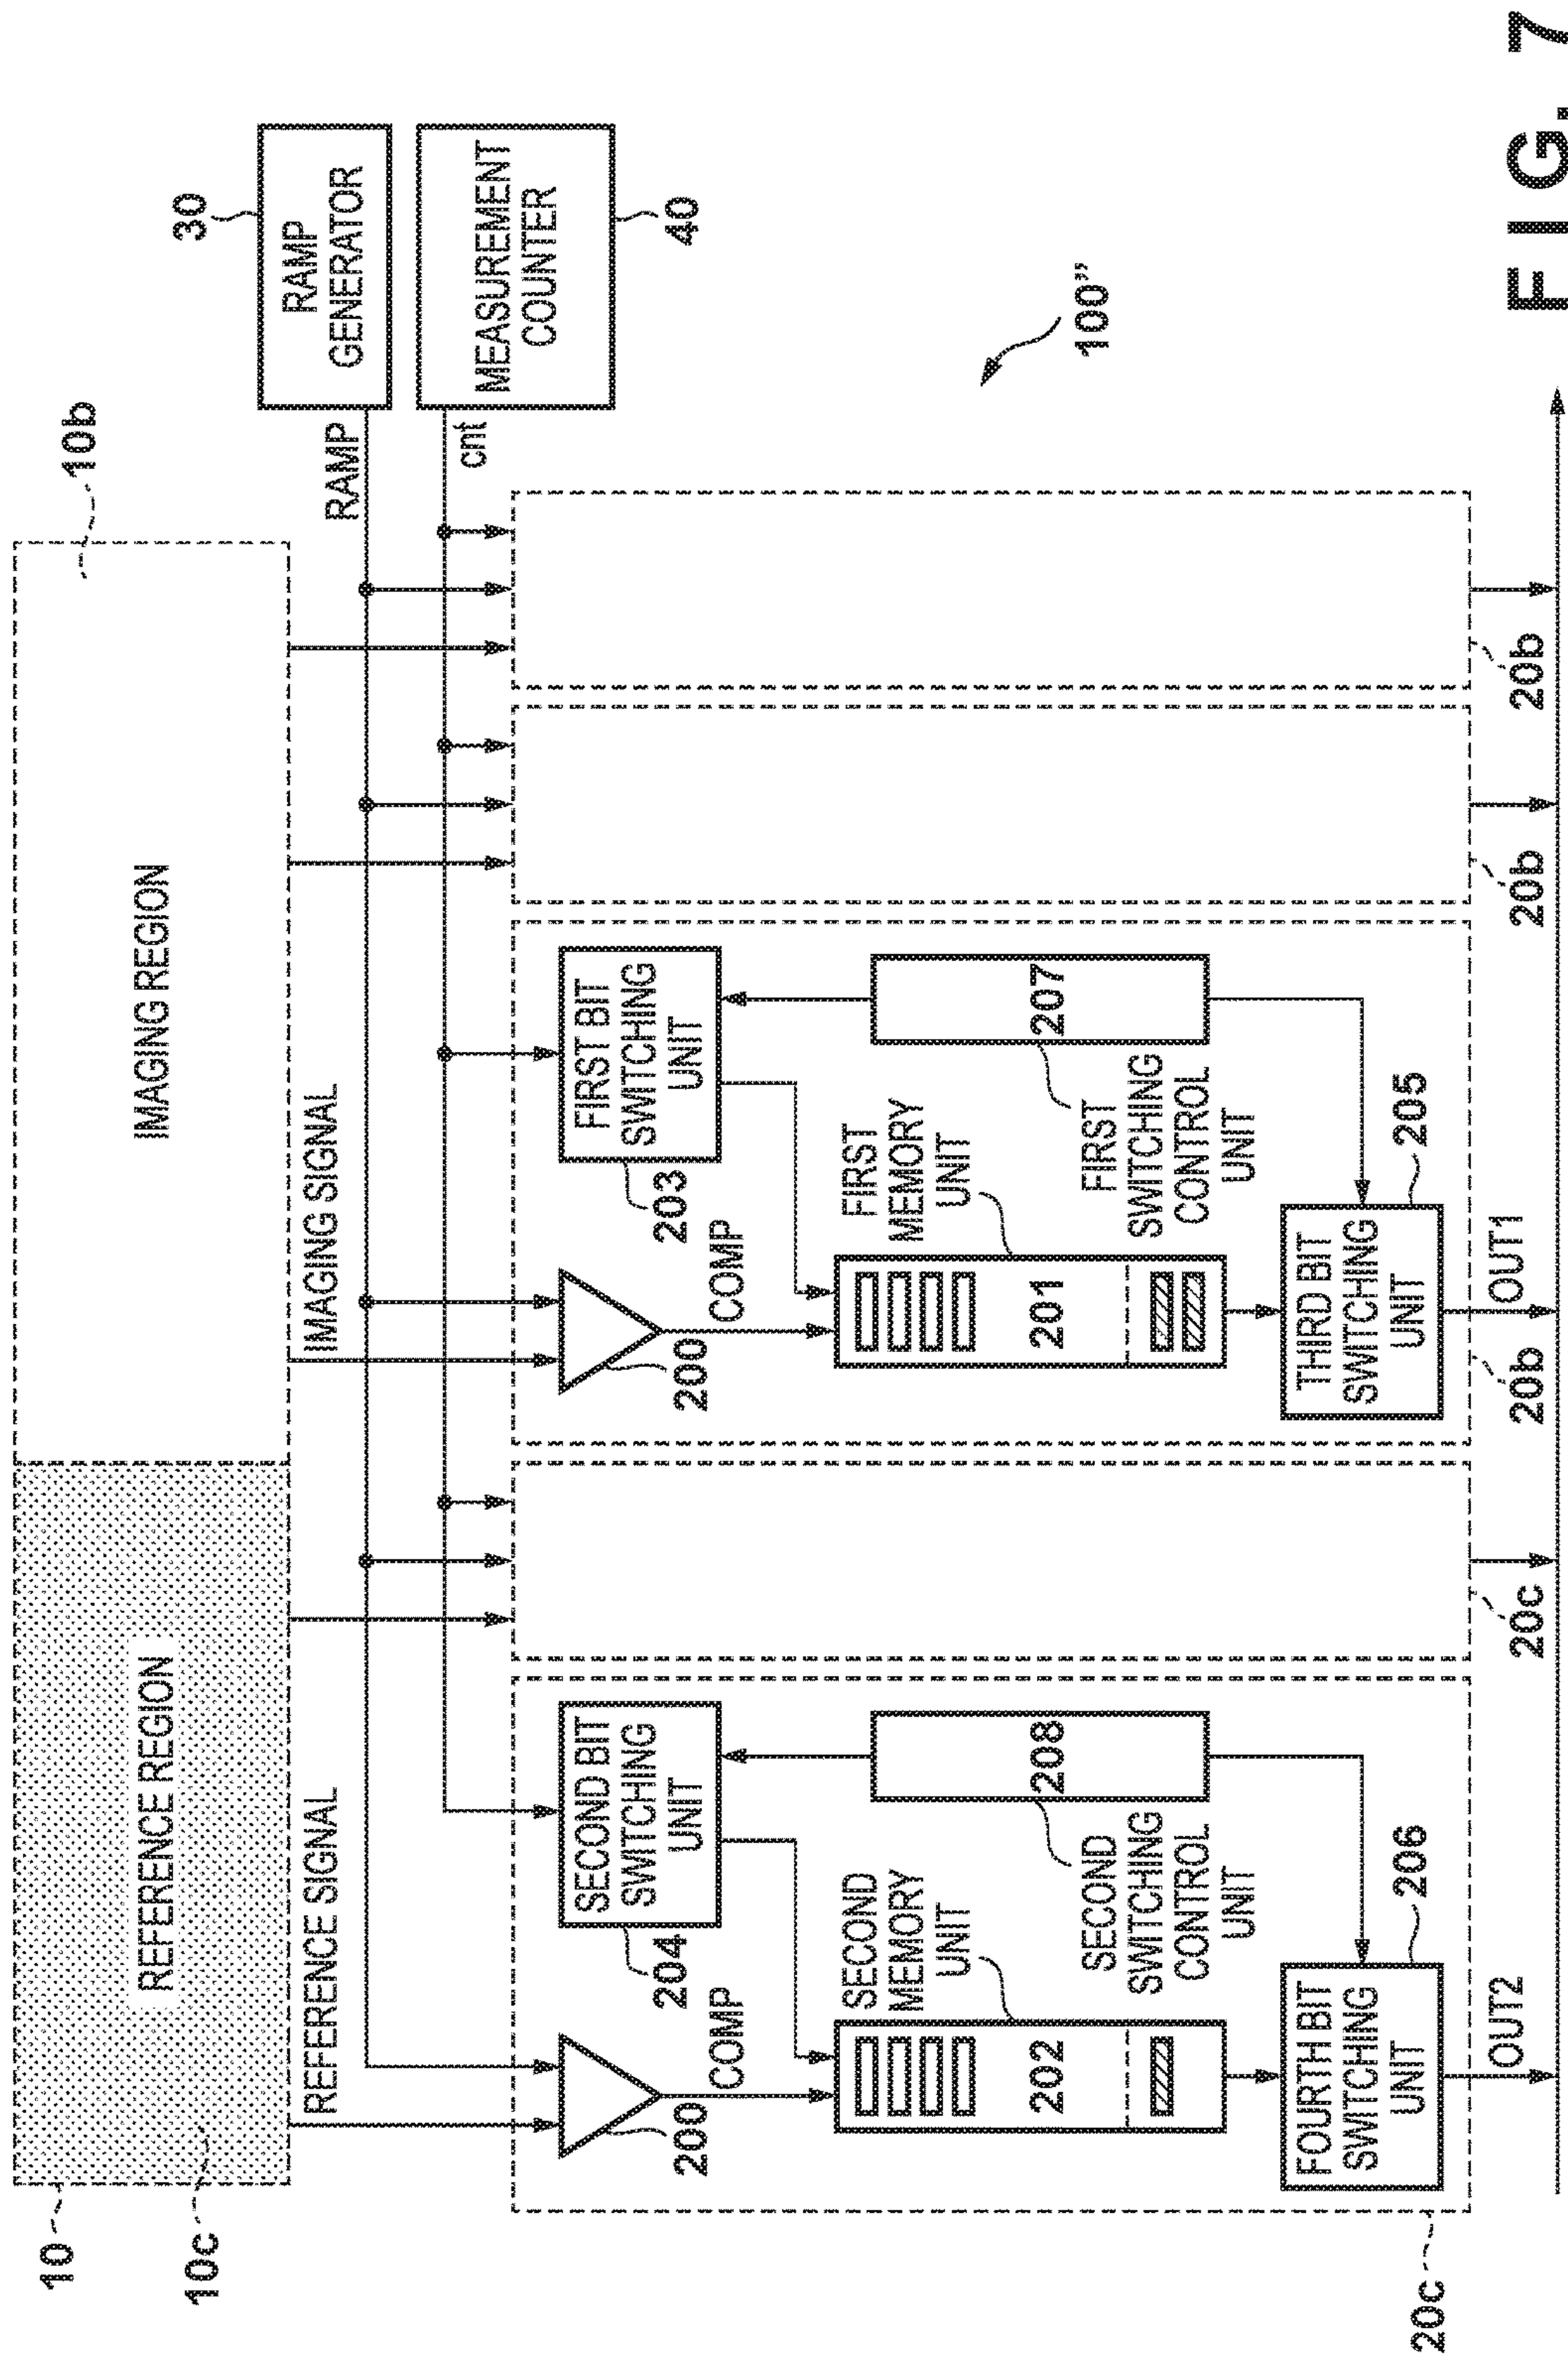 10
10c
REFERENCE REGION
IMAGING REGION
10b
REFERENCE SIGNAL
IMAGING SIGNAL
RAMP
30
RAMP
GENERATOR
cnt
MEASUREMENT
COUNTER
40
200
COMP
SECOND BIT
SWITCHING
UNIT
204
SECOND
MEMORY
UNIT
202
208
SECOND
SWITCHING
CONTROL
UNIT
FOURTH BIT
SWITCHING
UNIT
206
OUT2
20c
20c
200
COMP
FIRST BIT
SWITCHING
UNIT
203
FIRST
MEMORY
UNIT
201
207
FIRST
SWITCHING
CONTROL
UNIT
THIRD BIT
SWITCHING
UNIT
205
OUT1
20b
20b
20b
100”
FIG. 7